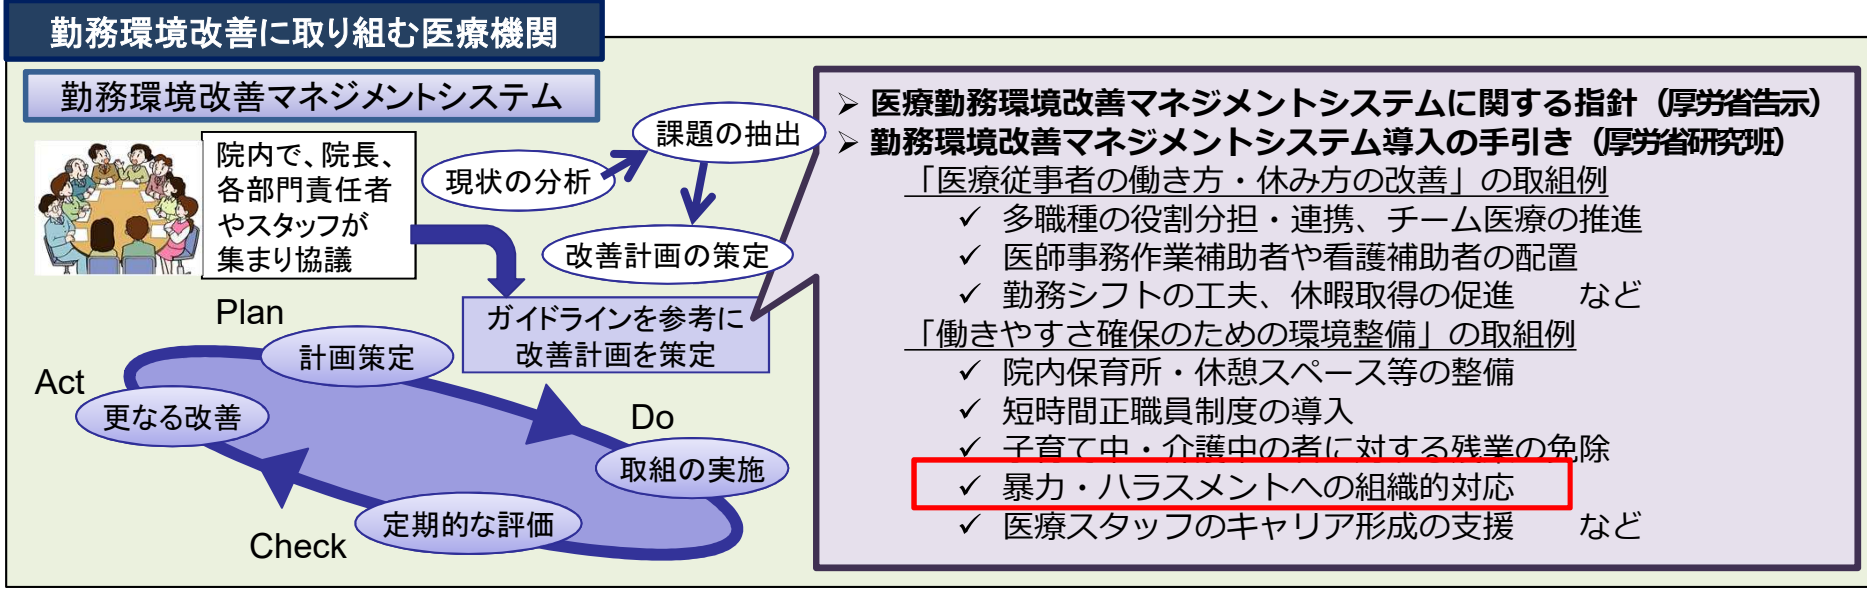 勤務環境改善に取り組む医療機関
勤務環境改善マネジメントシステム
院内で、院長、
各部門責任者
やスタッフが
集まり協議
現状の分析
課題の抽出
改善計画の策定
ガイドラインを参考に
改善計画を策定
Plan
計画策定
Do
取組の実施
Check
定期的な評価
Act
更なる改善
➢ 医療勤務環境改善マネジメントシステムに関する指針（厚労省告示）
➢ 勤務環境改善マネジメントシステム導入の手引き（厚労省研究班）
「医療従事者の働き方・休み方の改善」の取組例
✓ 多職種の役割分担・連携、チーム医療の推進
✓ 医師事務作業補助者や看護補助者の配置
✓ 勤務シフトの工夫、休暇取得の促進　　など
「働きやすさ確保のための環境整備」の取組例
✓ 院内保育所・休憩スペース等の整備
✓ 短時間正職員制度の導入
✓ 子育て中・介護中の者に対する残業の免除
✓ 暴力・ハラスメントへの組織的対応
✓ 医療スタッフのキャリア形成の支援　　など